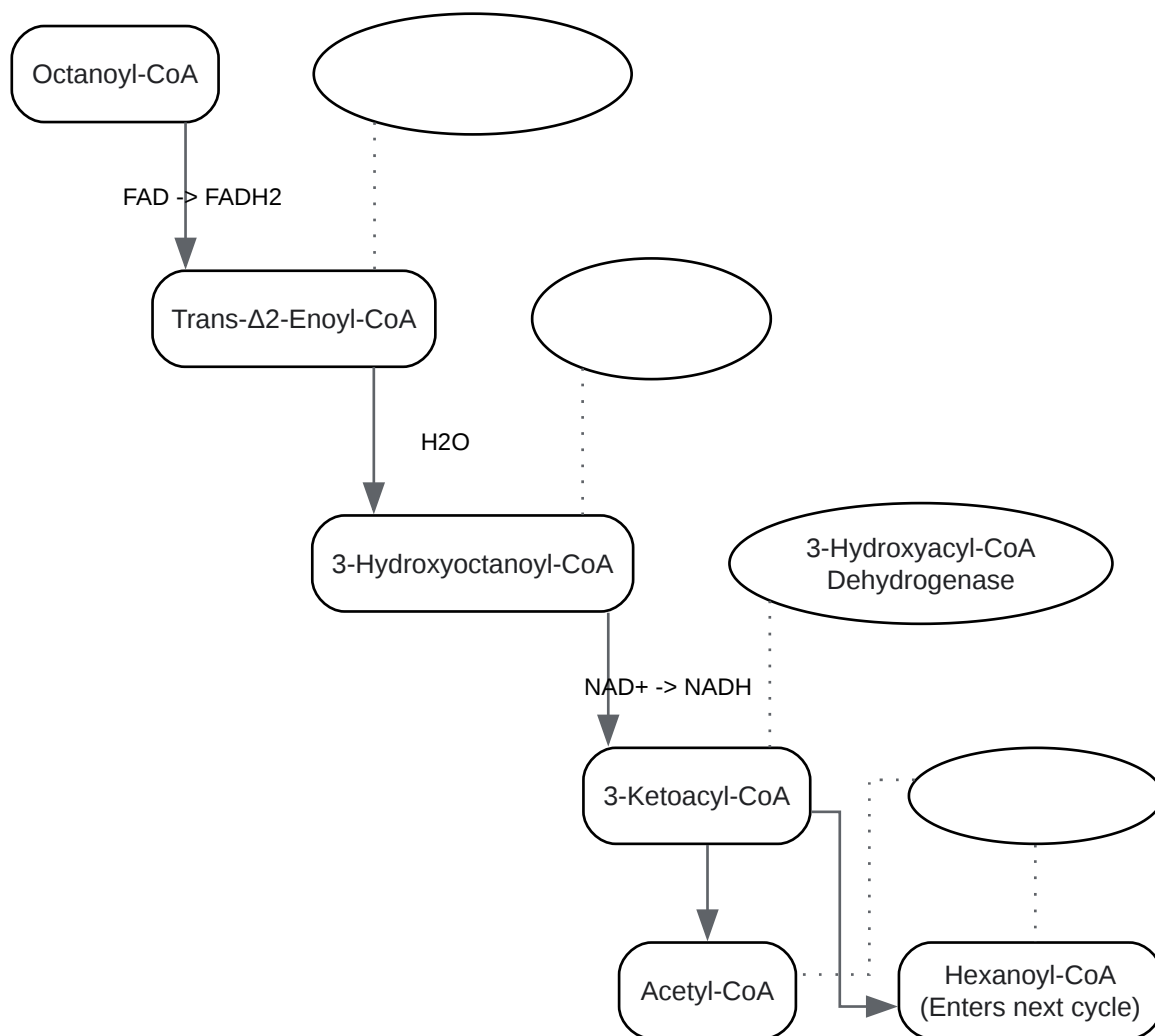 Octanoyl-CoA
FAD -> FADH2
Trans-Δ2-Enoyl-CoA
H2O
3-Hydroxyoctanoyl-CoA
3-Hydroxyacyl-CoA
Dehydrogenase
NAD+ -> NADH
3-Ketoacyl-CoA
Acetyl-CoA
Hexanoyl-CoA
(Enters next cycle)